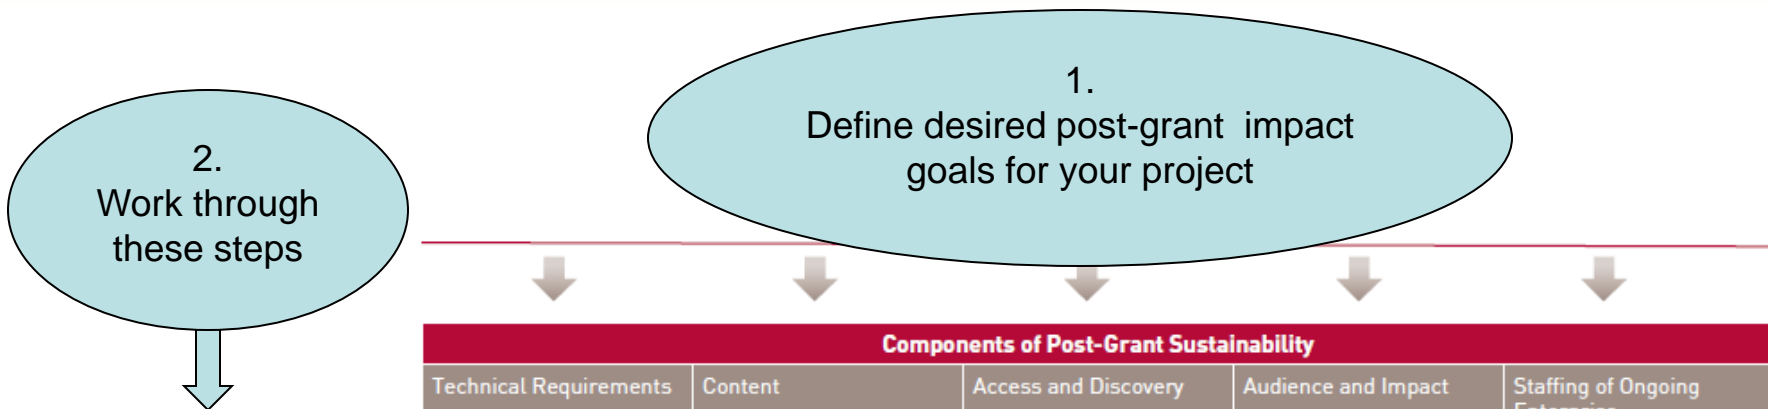 1.
Define desired post-grant impact
goals for your project
2.
Work through
these steps
Components of Post-Grant Sustainability
Technical Requirements
Content
Access and Discovery
Audience and Impact
Staffing of Ongoing